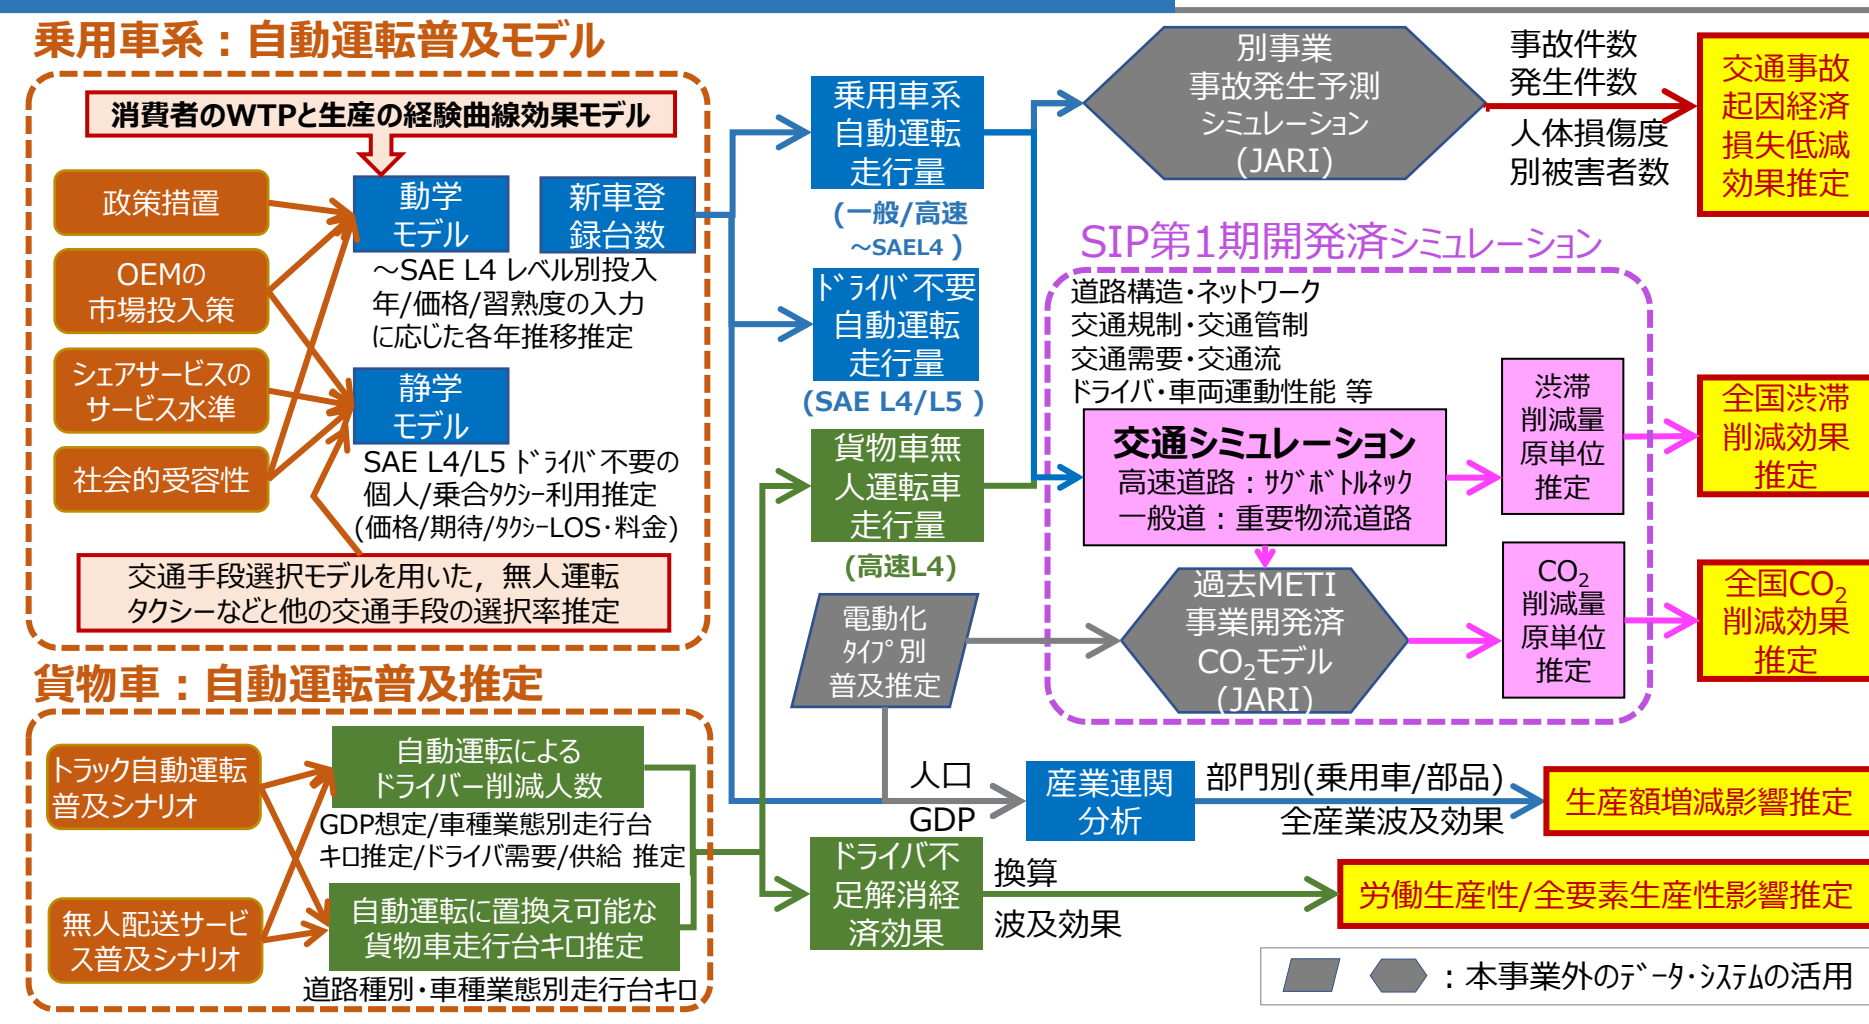 乗用車系：自動運転普及モデル
消費者のWTPと生産の経験曲線効果モデル
政策措置
OEMの
市場投入策
シェアサービスの
サービス水準
社会的受容性
動学
モデル
新車登
録台数
～SAE L4 レベル別投入
年/価格/習熟度の入力
に応じた各年推移推定
静学
モデル
SAE L4/L5 ﾄﾞﾗｲﾊﾞ不要の
個人/乗合ﾀｸｼｰ利用推定
(価格/期待/ﾀｸｼｰLOS･料金)
交通手段選択モデルを用いた，無人運転
タクシーなどと他の交通手段の選択率推定
貨物車：自動運転普及推定
トラック自動運転
普及シナリオ
無人配送サービ
ス普及シナリオ
自動運転による
ドライバー削減人数
GDP想定/車種業態別走行台
キロ推定/ドライバ需要/供給 推定
自動運転に置換え可能な
貨物車走行台キロ推定
道路種別・車種業態別走行台キロ
乗用車系
自動運転
走行量
(一般/高速
～SAEL4 )
ﾄﾞﾗｲﾊﾞ不要
自動運転
走行量
(SAE L4/L5 )
貨物車無
人運転車
走行量
(高速L4)
電動化
ﾀｲﾌﾟ別
普及推定
人口
GDP
ドライバ不
足解消経
済効果
換算
波及効果
別事業
事故発生予測
シミュレーション
(JARI)
事故件数
発生件数
人体損傷度
別被害者数
交通事故
起因経済
損失低減
効果推定
SIP第1期開発済シミュレーション
道路構造・ネットワーク
交通規制・交通管制
交通需要・交通流
ドライバ・車両運動性能 等
交通シミュレーション
高速道路：ｻｸﾞﾎﾞﾄﾙﾈｯｸ
一般道：重要物流道路
過去METI
事業開発済
CO₂モデル
(JARI)
渋滞
削減量
原単位
推定
全国渋滞
削減効果
推定
CO₂
削減量
原単位
推定
全国CO₂
削減効果
推定
産業連関
分析
部門別(乗用車/部品)
全産業波及効果
生産額増減影響推定
労働生産性/全要素生産性影響推定
：本事業外のﾃﾞｰﾀ･ｼｽﾃﾑの活用